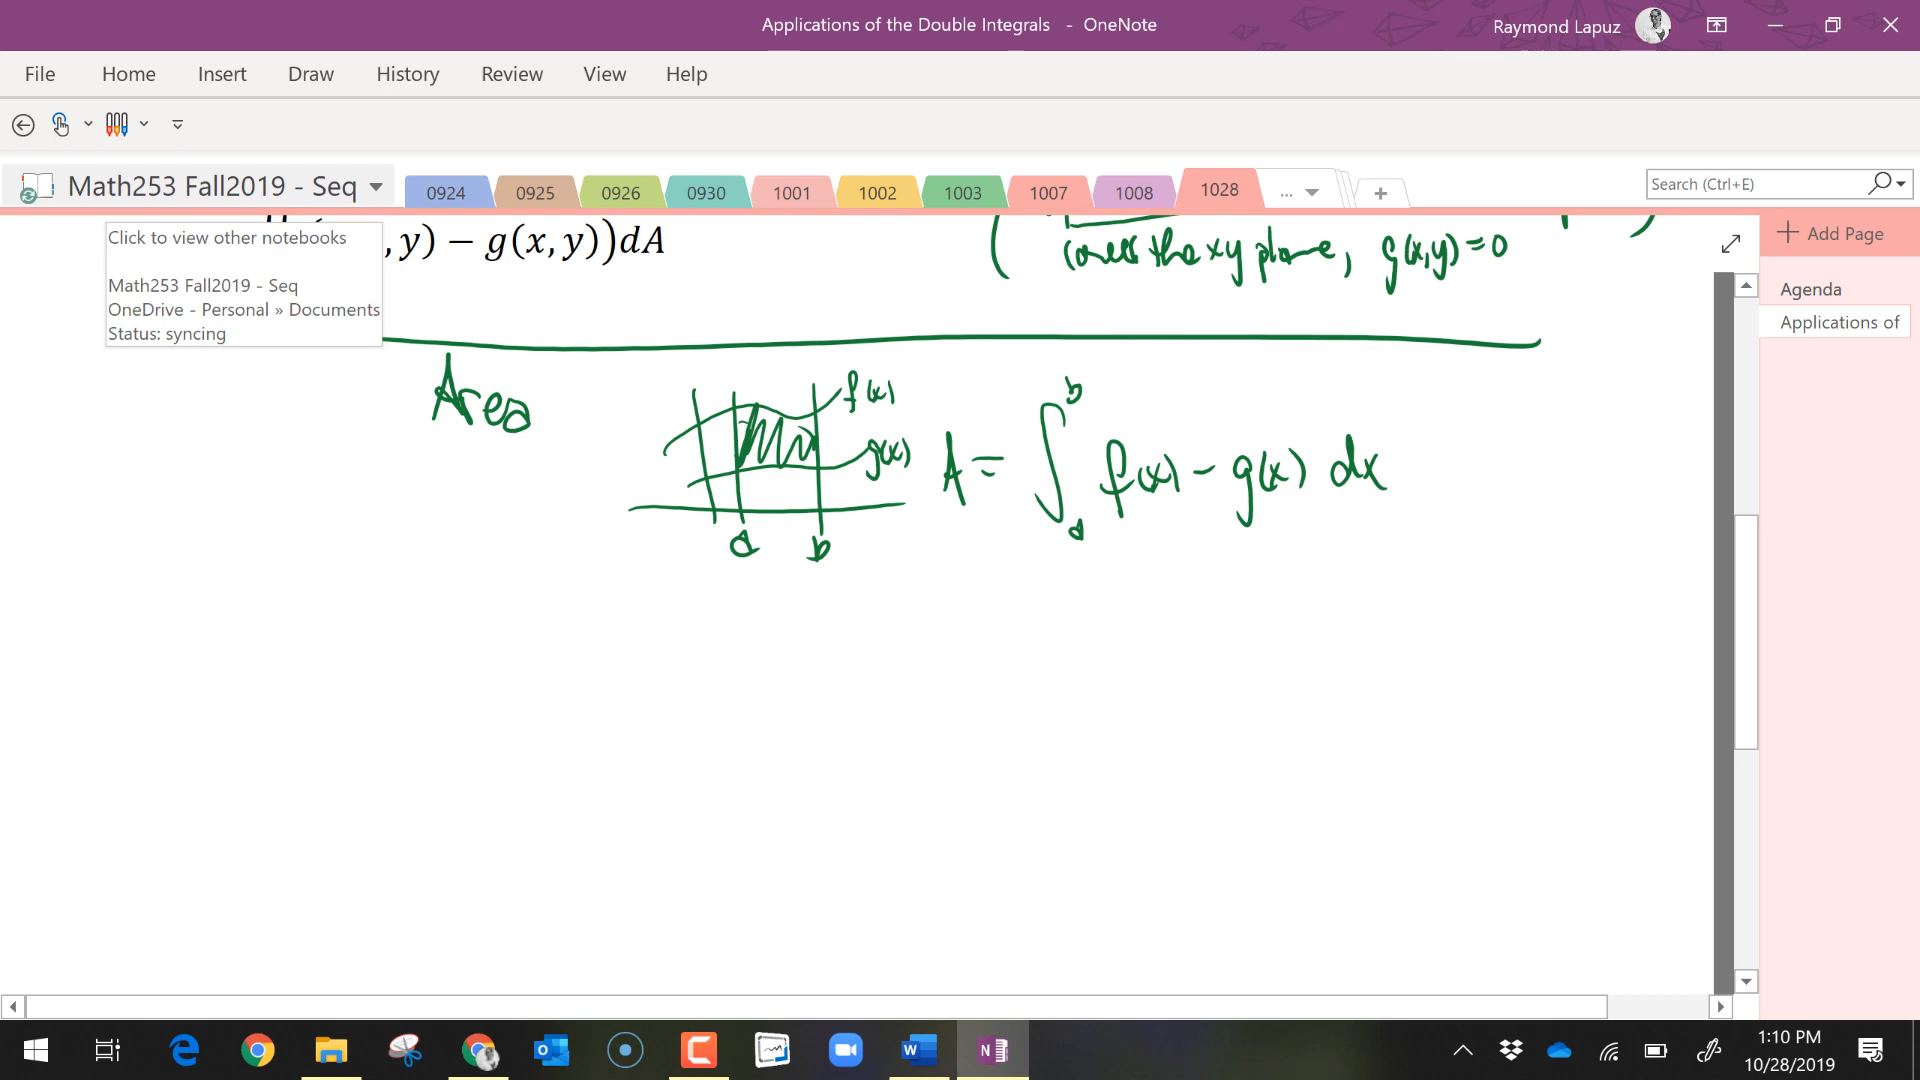 Applications of the Double Integrals - OneNote
Raymond Lapuz
File Home Insert Draw History Review View Help
Math253 Fall2019 - Seq
0924 0925 0926 0930 1001 1002 1003 1007 1008 1028 ...
Search (Ctrl+E)
Add Page
Agenda
Applications of
Click to view other notebooks
Math253 Fall2019 - Seq
OneDrive - Personal » Documents
Status: syncing
, y) − g(x, y))dA
the xy plane, g(x,y)=0
Area
f(x)
g(x)
a b
A = ∫_a^b f(x) - g(x) dx
1:10 PM
10/28/2019